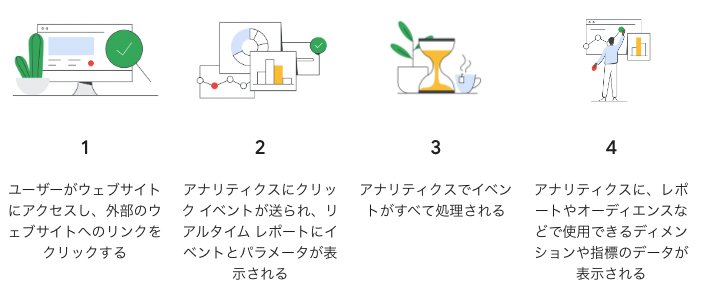 1
ユーザーがウェブサイト
にアクセスし、外部のウ
ェブサイトへのリンクを
クリックする
2
アナリティクスにクリッ
ク イベントが送られ、リ
アルタイム レポートにイ
ベントとパラメータが表
示される
3
アナリティクスでイベン
トがすべて処理される
4
アナリティクスに、レポ
ートやオーディエンスな
どで使用できるディメン
ションや指標のデータが
表示される